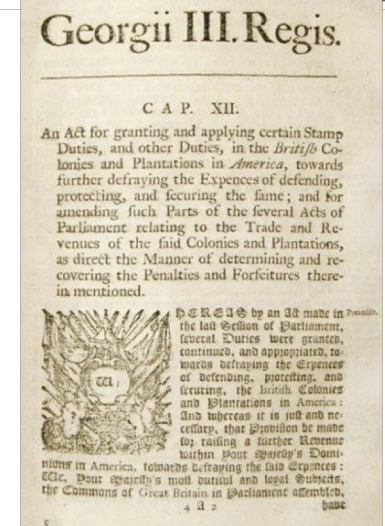 Georgii III. Regis.
CAP. XII.
An Act for granting and applying certain Stamp
Duties, and other Duties, in the Britiſh Co-
lonies and Plantations in America, towards
further defraying the Expences of defending,
protecting, and ſecuring the ſame; and for
amending ſuch Parts of the ſeveral Acts of
Parliament relating to the Trade and Re-
venues of the ſaid Colonies and Plantations,
as direct the Manner of determining and re-
covering the Penalties and Forfeitures there-
in mentioned.
WHEREAS by an Act made in Preamble.
the laſt Seſſion of Parliament,
ſeveral Duties were granted,
continued, and appropriated, to-
wards defraying the Expences
of defending, protecting, and
ſecuring, the Britiſh Colonies
and Plantations in America:
And whereas it is juſt and ne-
ceſſary, that Proviſion be made
for raiſing a further Revenue
within Your Majeſty's Domi-
nions in America, towards defraying the ſaid Expences:
We, Your Majeſty's moſt dutiful and loyal Subjects,
the Commons of Great Britain in Parliament aſſembled,
4 A 2 have